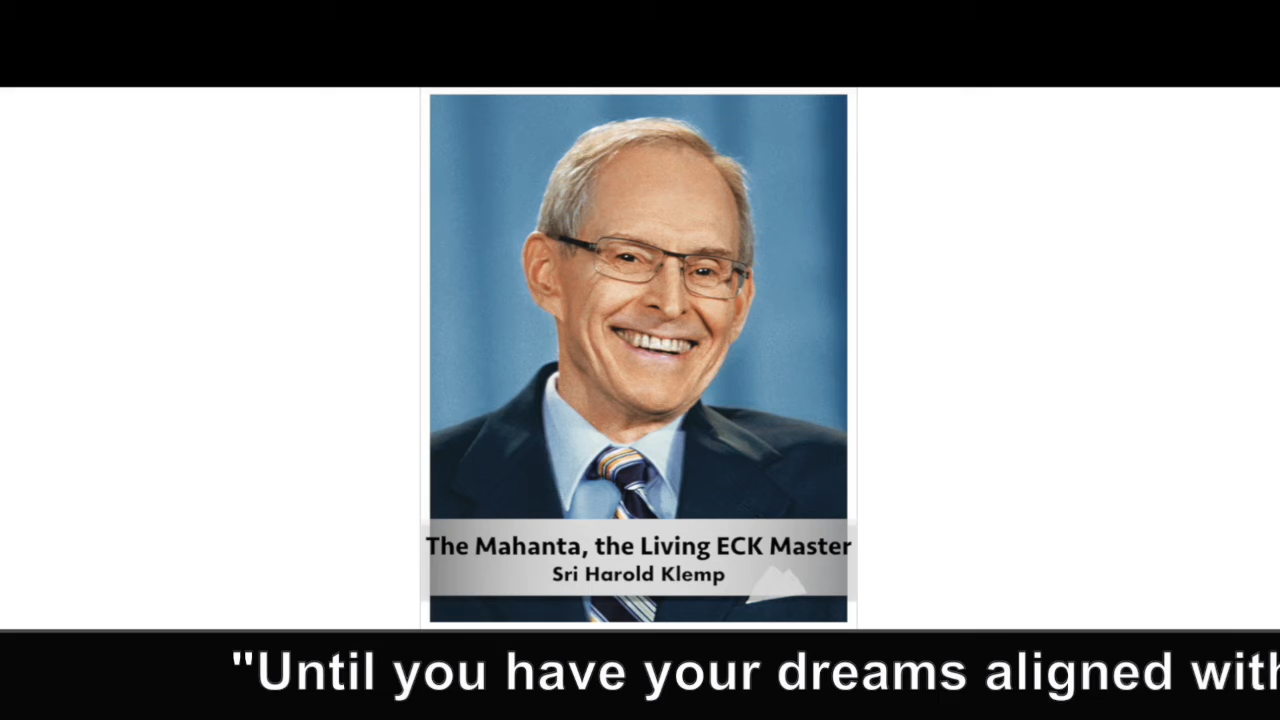 The Mahanta, the Living ECK Master
Sri Harold Klemp
"Until you have your dreams aligned with